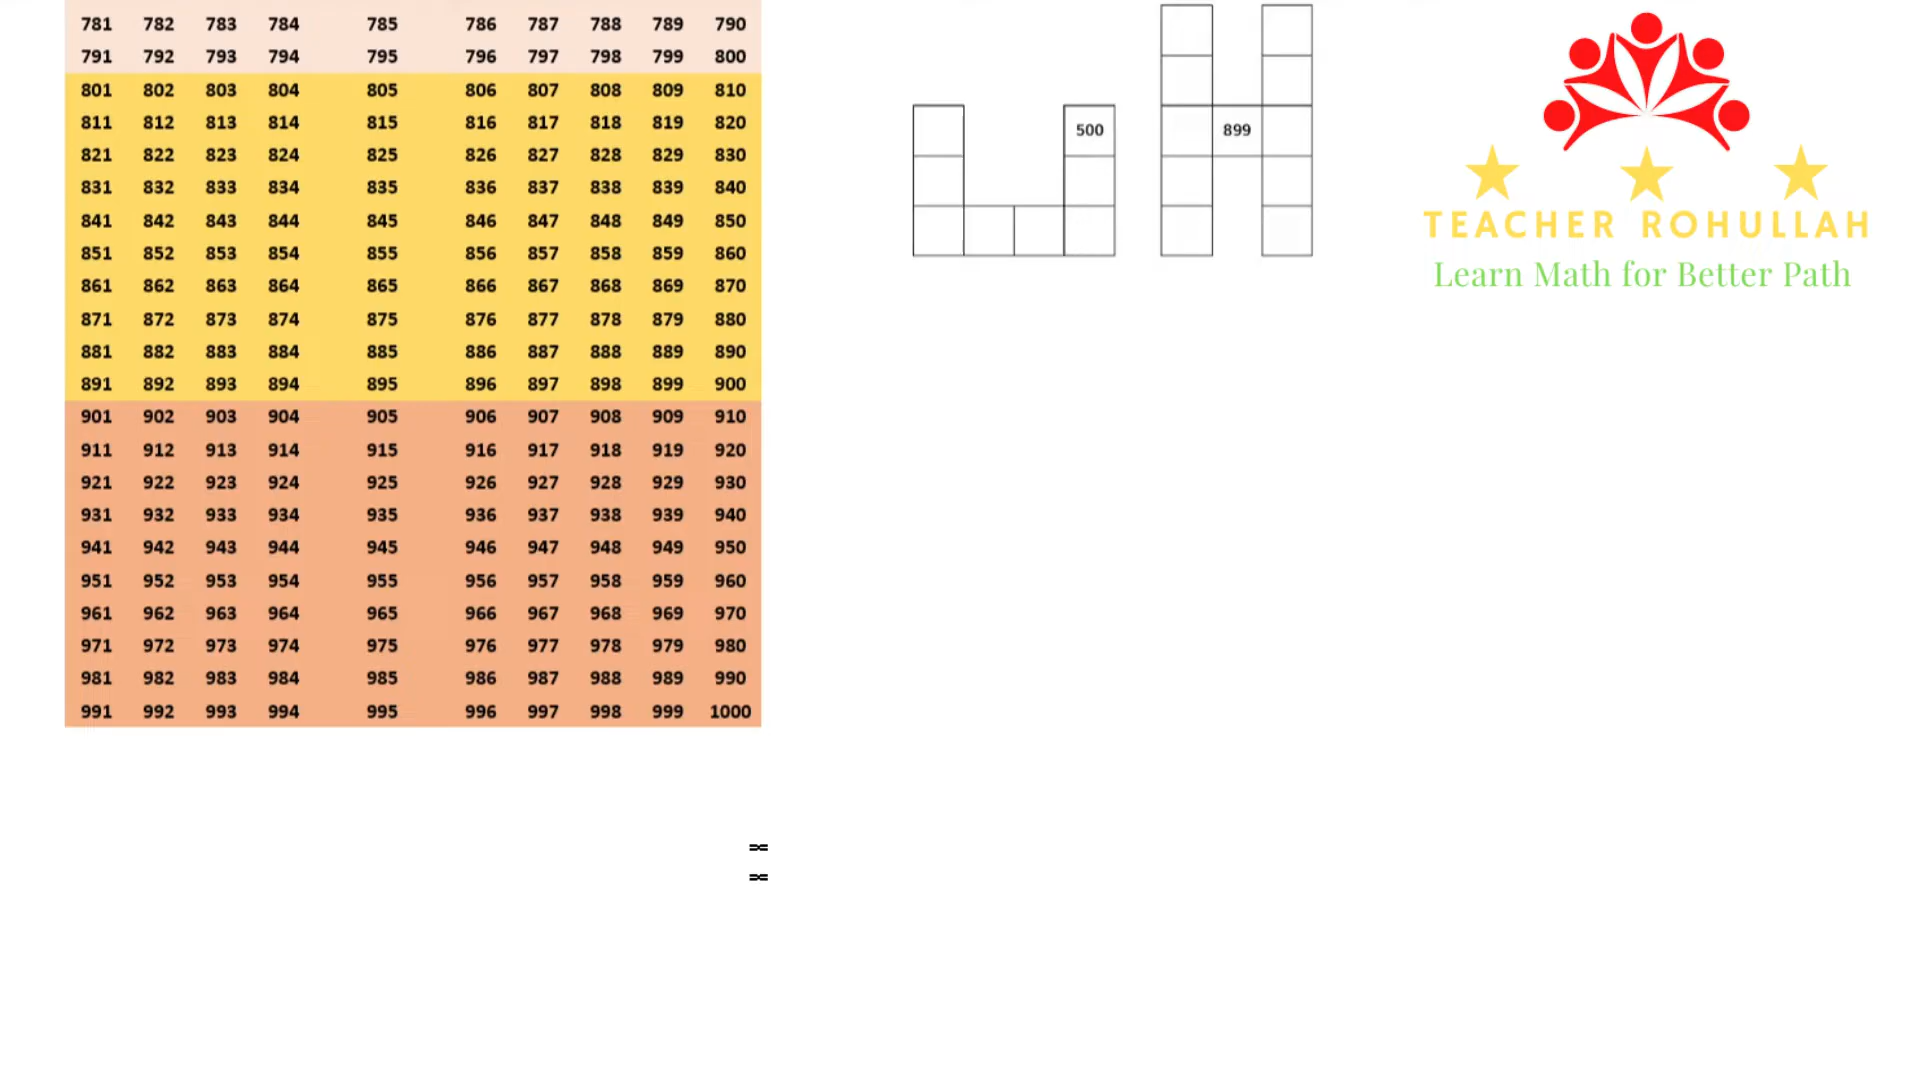 781 782 783 784 785 786 787 788 789 790
791 792 793 794 795 796 797 798 799 800
801 802 803 804 805 806 807 808 809 810
811 812 813 814 815 816 817 818 819 820
821 822 823 824 825 826 827 828 829 830
831 832 833 834 835 836 837 838 839 840
841 842 843 844 845 846 847 848 849 850
851 852 853 854 855 856 857 858 859 860
861 862 863 864 865 866 867 868 869 870
871 872 873 874 875 876 877 878 879 880
881 882 883 884 885 886 887 888 889 890
891 892 893 894 895 896 897 898 899 900
901 902 903 904 905 906 907 908 909 910
911 912 913 914 915 916 917 918 919 920
921 922 923 924 925 926 927 928 929 930
931 932 933 934 935 936 937 938 939 940
941 942 943 944 945 946 947 948 949 950
951 952 953 954 955 956 957 958 959 960
961 962 963 964 965 966 967 968 969 970
971 972 973 974 975 976 977 978 979 980
981 982 983 984 985 986 987 988 989 990
991 992 993 994 995 996 997 998 999 1000
500
899
TEACHER ROHULLAH
Learn Math for Better Path